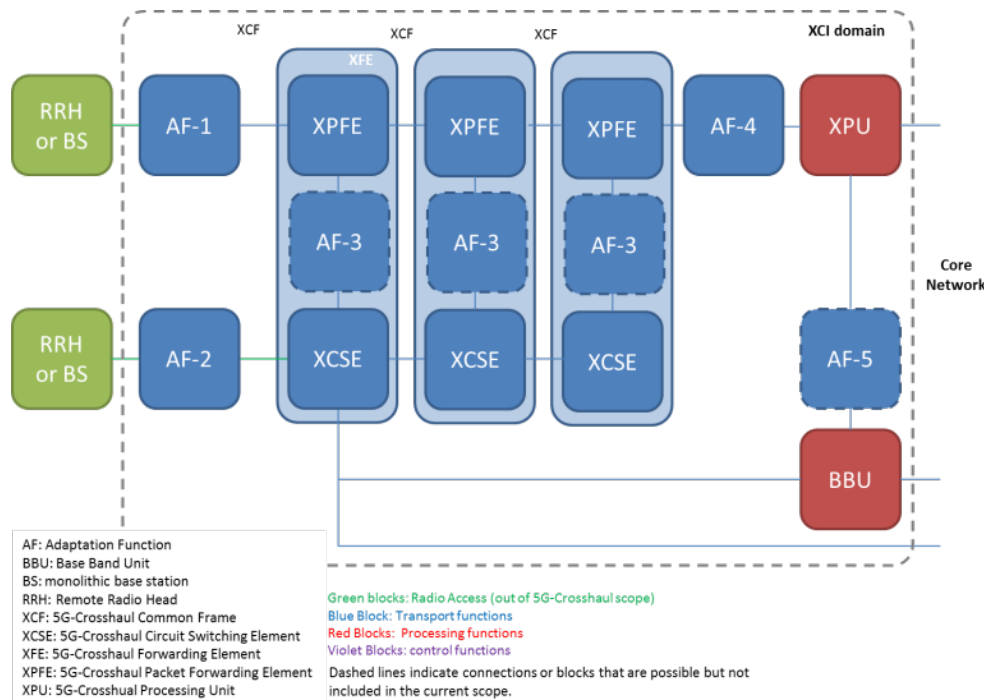 XCF
XCF
XCF
XCI domain
XFE
RRH
or BS
AF-1
XPFE
XPFE
XPFE
AF-4
XPU
AF-3
AF-3
AF-3
Core
Network
RRH
or BS
AF-2
XCSE
XCSE
XCSE
AF-5
BBU
AF: Adaptation Function
BBU: Base Band Unit
BS: monolithic base station
RRH: Remote Radio Head
XCF: 5G-Crosshaul Common Frame
XCSE: 5G-Crosshaul Circuit Switching Element
XFE: 5G-Crosshaul Forwarding Element
XPFE: 5G-Crosshaul Packet Forwarding Element
XPU: 5G-Crosshual Processing Unit
Green blocks: Radio Access (out of 5G-Crosshaul scope)
Blue Block: Transport functions
Red Blocks: Processing functions
Violet Blocks: control functions
Dashed lines indicate connections or blocks that are possible but not
included in the current scope.